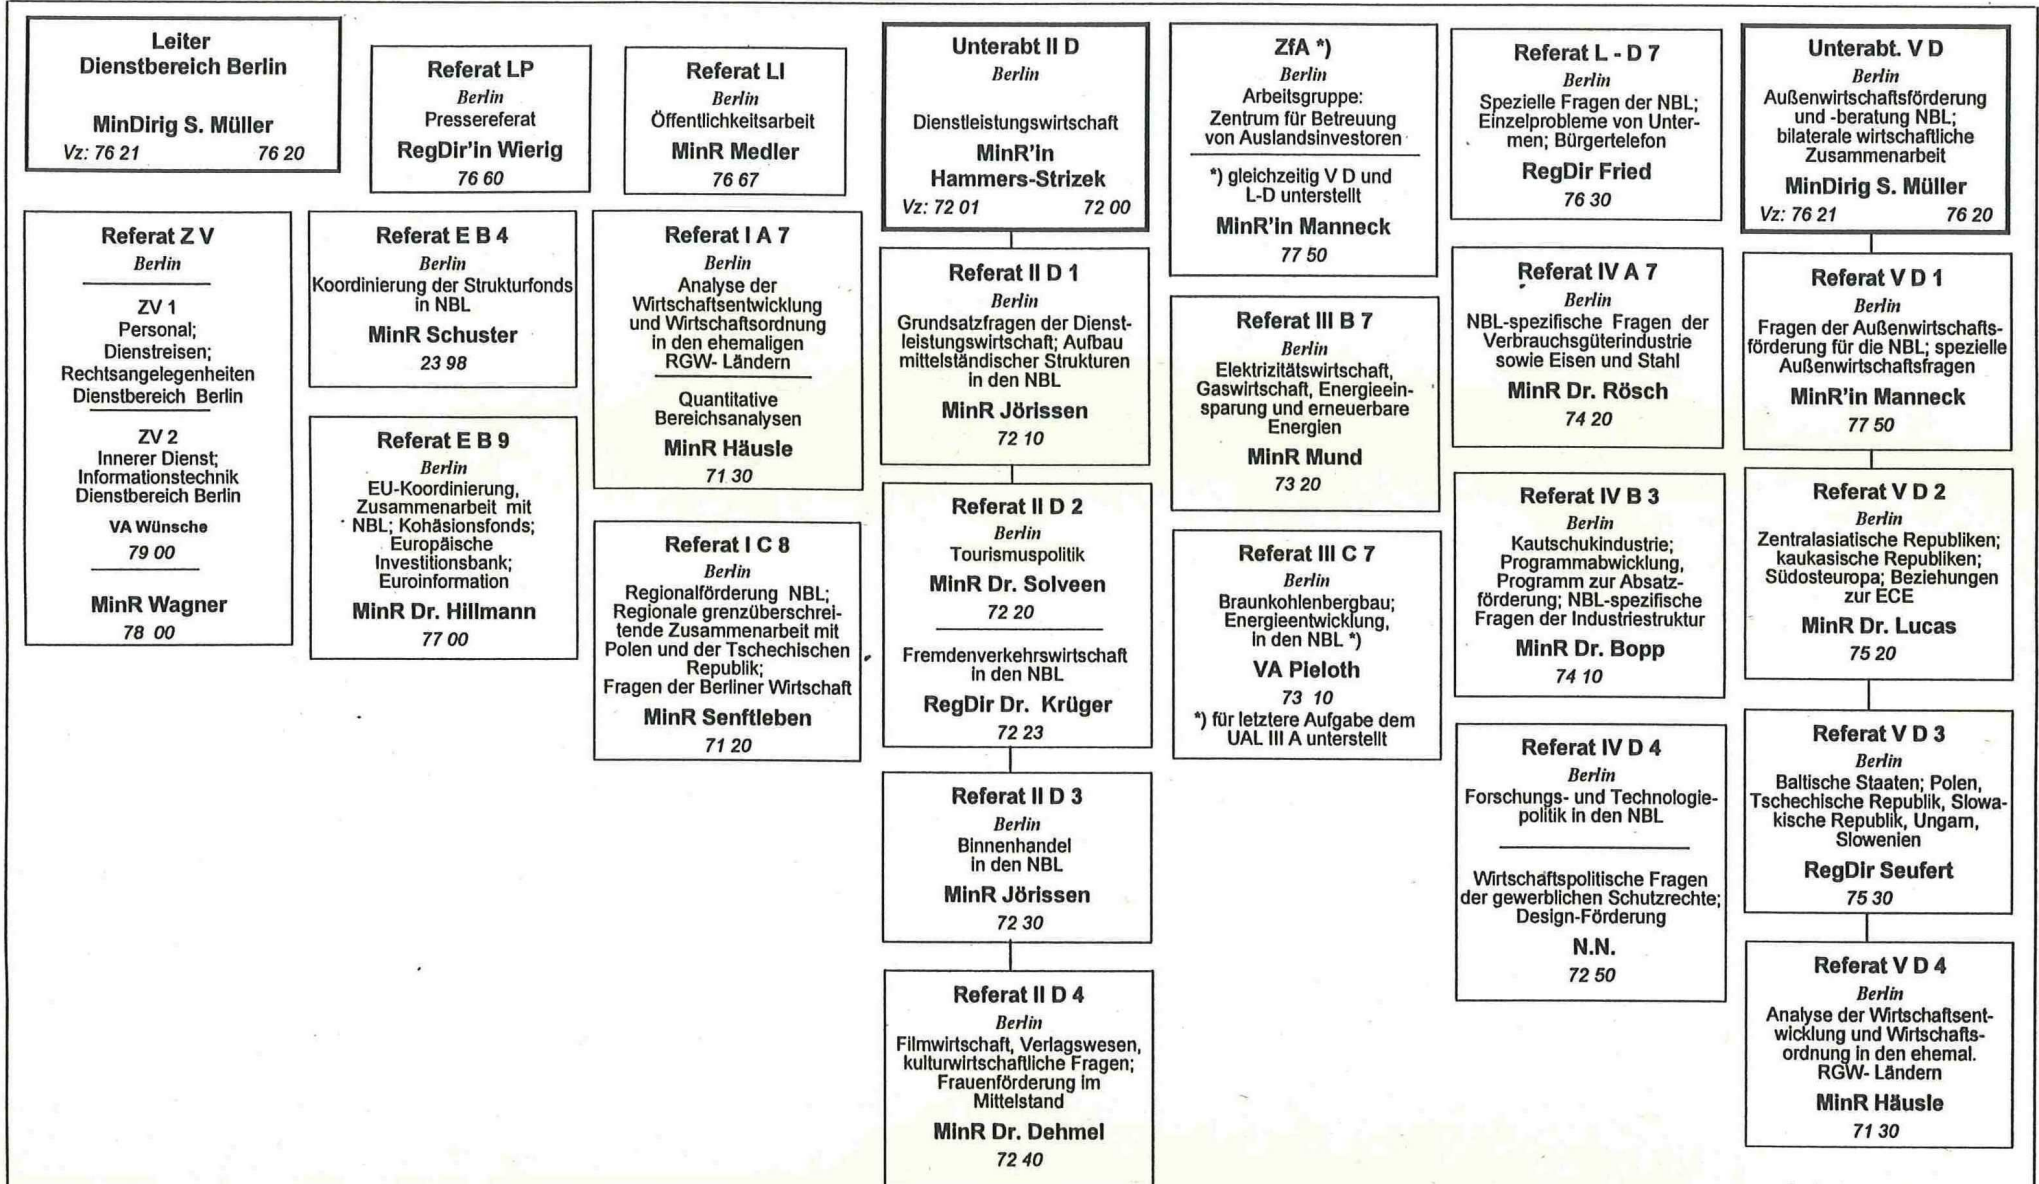 Leiter
Dienstbereich Berlin
MinDirig S. Müller
Vz: 76 21 76 20
Referat Z V
Berlin
ZV 1
Personal;
Dienstreisen;
Rechtsangelegenheiten
Dienstbereich Berlin
ZV 2
Innerer Dienst;
Informationstechnik
Dienstbereich Berlin
VA Wünsche
79 00
MinR Wagner
78 00
Referat LP
Berlin
Pressereferat
RegDir'in Wierig
76 60
Referat E B 4
Berlin
Koordinierung der Strukturfonds
in NBL
MinR Schuster
23 98
Referat E B 9
Berlin
EU-Koordinierung,
Zusammenarbeit mit
NBL; Kohäsionsfonds;
Europäische
Investitionsbank;
Euroinformation
MinR Dr. Hillmann
77 00
Referat LI
Berlin
Öffentlichkeitsarbeit
MinR Medler
76 67
Referat I A 7
Berlin
Analyse der
Wirtschaftsentwicklung
und Wirtschaftsordnung
in den ehemaligen
RGW- Ländern
Quantitative
Bereichsanalysen
MinR Häusle
71 30
Referat I C 8
Berlin
Regionalförderung NBL;
Regionale grenzüberschrei-
tende Zusammenarbeit mit
Polen und der Tschechischen
Republik;
Fragen der Berliner Wirtschaft
MinR Senftleben
71 20
Unterabt II D
Berlin
Dienstleistungswirtschaft
MinR'in
Hammers-Strizek
Vz: 72 01 72 00
Referat II D 1
Berlin
Grundsatzfragen der Dienst-
leistungswirtschaft; Aufbau
mittelständischer Strukturen
in den NBL
MinR Jörissen
72 10
Referat II D 2
Berlin
Tourismuspolitik
MinR Dr. Solveen
72 20
Fremdenverkehrswirtschaft
in den NBL
RegDir Dr. Krüger
72 23
Referat II D 3
Berlin
Binnenhandel
in den NBL
MinR Jörissen
72 30
Referat II D 4
Berlin
Filmwirtschaft, Verlagswesen,
kulturwirtschaftliche Fragen;
Frauenförderung im
Mittelstand
MinR Dr. Dehmel
72 40
ZfA *)
Berlin
Arbeitsgruppe:
Zentrum für Betreuung
von Auslandsinvestoren
*) gleichzeitig V D und
L-D unterstellt
MinR'in Manneck
77 50
Referat III B 7
Berlin
Elektrizitätswirtschaft,
Gaswirtschaft, Energieein-
sparung und erneuerbare
Energien
MinR Mund
73 20
Referat III C 7
Berlin
Braunkohlenbergbau;
Energieentwicklung,
in den NBL *)
VA Pieloth
73 10
*) für letztere Aufgabe dem
UAL III A unterstellt
Referat L - D 7
Berlin
Spezielle Fragen der NBL;
Einzelprobleme von Unter-
men; Bürgertelefon
RegDir Fried
76 30
Referat IV A 7
Berlin
NBL-spezifische Fragen der
Verbrauchsgüterindustrie
sowie Eisen und Stahl
MinR Dr. Rösch
74 20
Referat IV B 3
Berlin
Kautschukindustrie;
Programmabwicklung,
Programm zur Absatz-
förderung; NBL-spezifische
Fragen der Industriestruktur
MinR Dr. Bopp
74 10
Referat IV D 4
Berlin
Forschungs- und Technologie-
politik in den NBL
Wirtschaftspolitische Fragen
der gewerblichen Schutzrechte;
Design-Förderung
N.N.
72 50
Unterabt. V D
Berlin
Außenwirtschaftsförderung
und -beratung NBL;
bilaterale wirtschaftliche
Zusammenarbeit
MinDirig S. Müller
Vz: 76 21 76 20
Referat V D 1
Berlin
Fragen der Außenwirtschafts-
förderung für die NBL; spezielle
Außenwirtschaftsfragen
MinR'in Manneck
77 50
Referat V D 2
Berlin
Zentralasiatische Republiken;
kaukasische Republiken;
Südosteuropa; Beziehungen
zur ECE
MinR Dr. Lucas
75 20
Referat V D 3
Berlin
Baltische Staaten; Polen,
Tschechische Republik, Slowa-
kische Republik, Ungarn,
Slowenien
RegDir Seufert
75 30
Referat V D 4
Berlin
Analyse der Wirtschaftsent-
wicklung und Wirtschafts-
ordnung in den ehemal.
RGW- Ländern
MinR Häusle
71 30